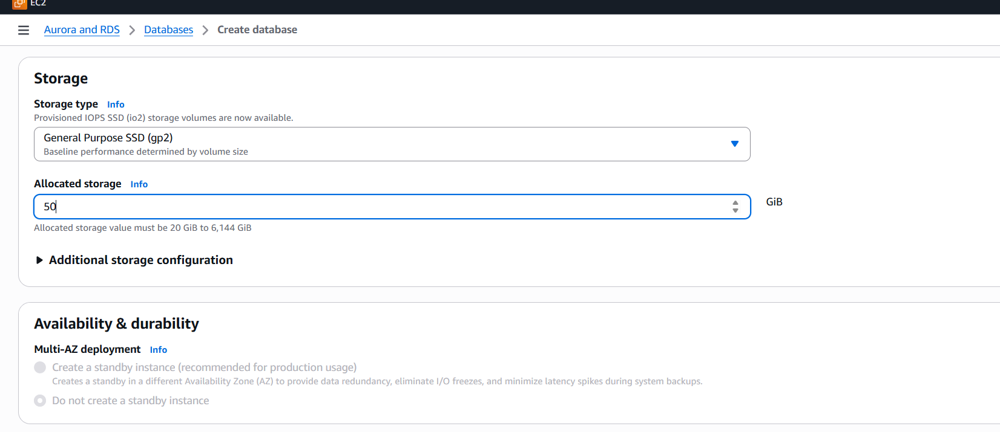 EC2
Aurora and RDS > Databases > Create database
Storage
Storage type Info
Provisioned IOPS SSD (io2) storage volumes are now available.
General Purpose SSD (gp2)
Baseline performance determined by volume size
Allocated storage Info
50
GiB
Allocated storage value must be 20 GiB to 6,144 GiB
Additional storage configuration
Availability & durability
Multi-AZ deployment Info
Create a standby instance (recommended for production usage)
Creates a standby in a different Availability Zone (AZ) to provide data redundancy, eliminate I/O freezes, and minimize latency spikes during system backups.
Do not create a standby instance